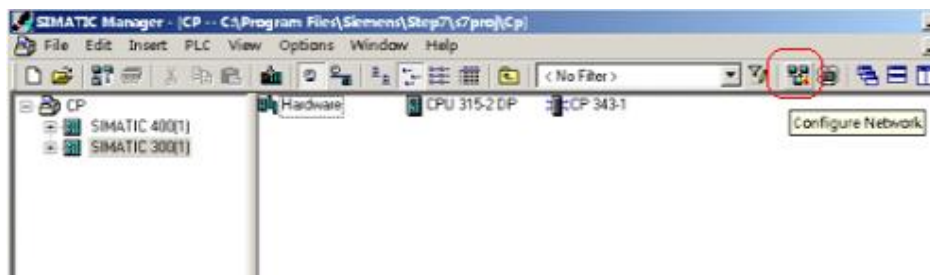 SIMATIC Manager - [CP -- C:\Program Files\Siemens\Step7\s7proj\Cp]
File Edit Insert PLC View Options Window Help
< No Filter >
CP
SIMATIC 400(1)
SIMATIC 300(1)
Hardware CPU 315-2 DP CP 343-1
Configure Network